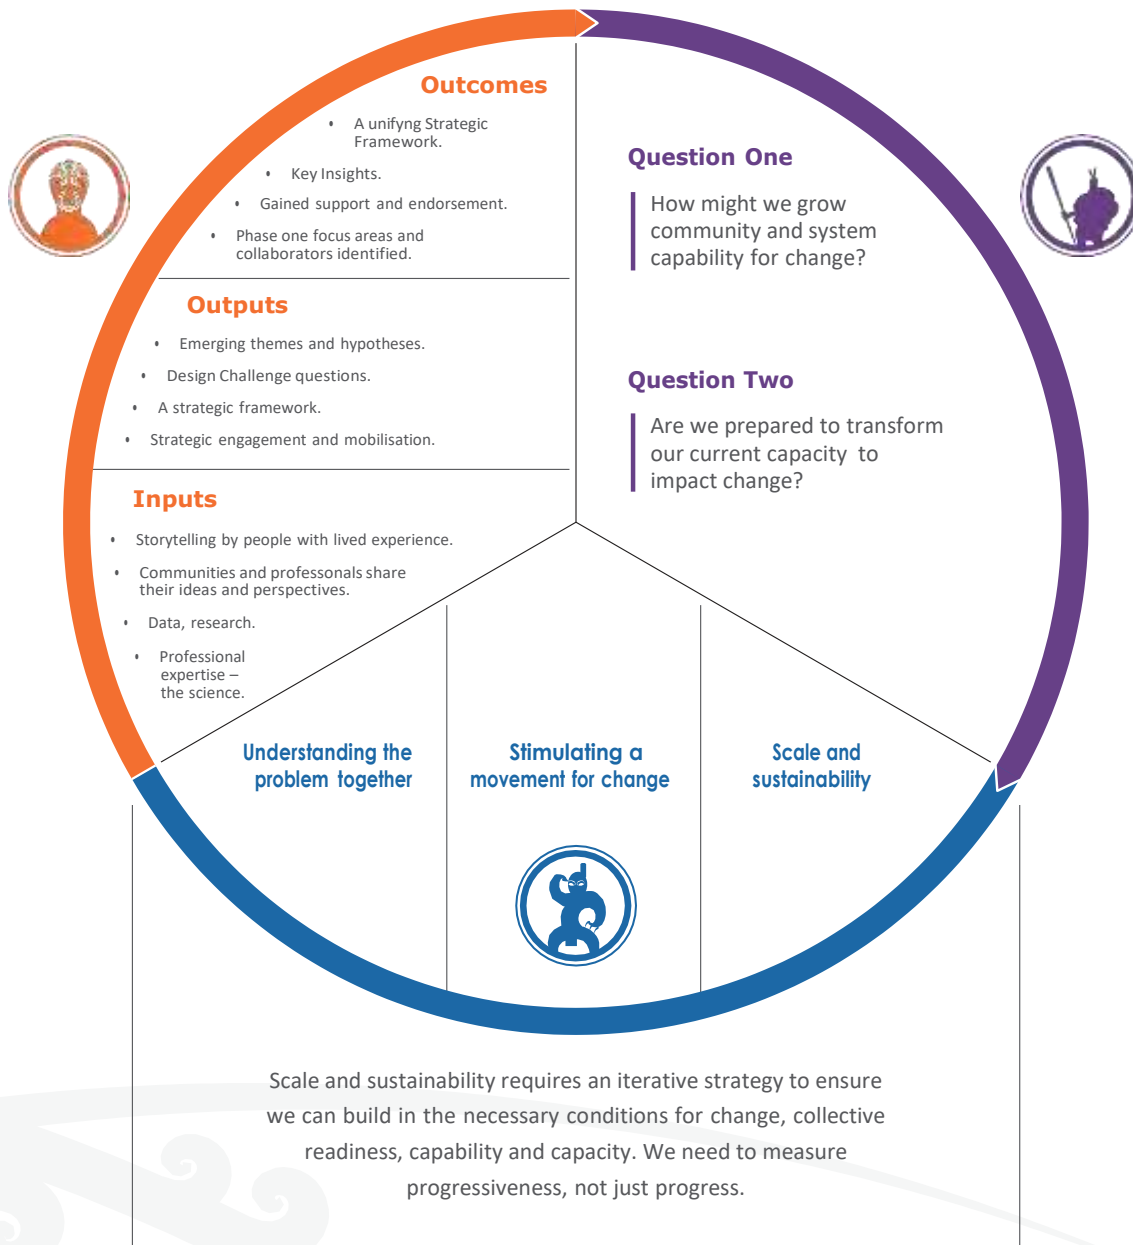 Outcomes
• A unifyng Strategic
Framework.
• Key Insights.
• Gained support and endorsement.
• Phase one focus areas and
collaborators identified.
Outputs
• Emerging themes and hypotheses.
• Design Challenge questions.
• A strategic framework.
• Strategic engagement and mobilisation.
Inputs
• Storytelling by people with lived experience.
• Communities and professonals share
their ideas and perspectives.
• Data, research.
• Professional
expertise –
the science.
Question One
How might we grow
community and system
capability for change?
Question Two
Are we prepared to transform
our current capacity to
impact change?
Understanding the
problem together
Stimulating a
movement for change
Scale and
sustainability
Scale and sustainability requires an iterative strategy to ensure
we can build in the necessary conditions for change, collective
readiness, capability and capacity. We need to measure
progressiveness, not just progress.